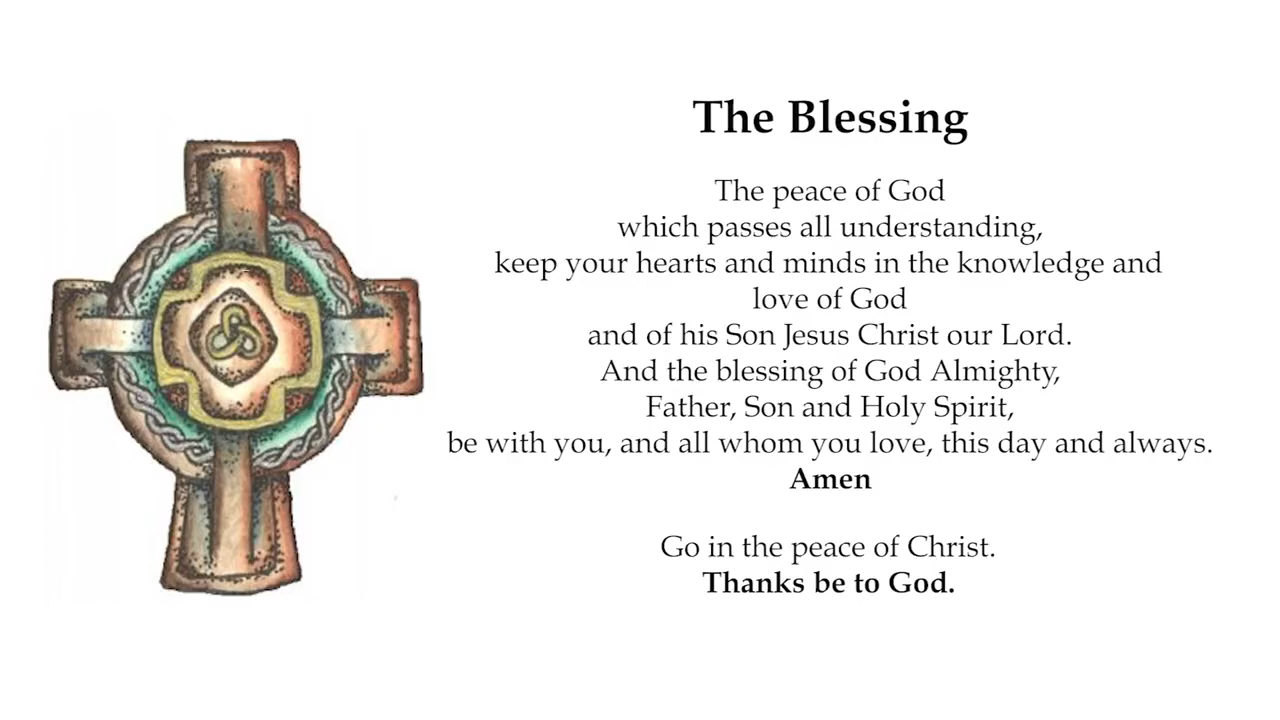 The Blessing
The peace of God
which passes all understanding,
keep your hearts and minds in the knowledge and
love of God
and of his Son Jesus Christ our Lord.
And the blessing of God Almighty,
Father, Son and Holy Spirit,
be with you, and all whom you love, this day and always.
Amen
Go in the peace of Christ.
Thanks be to God.